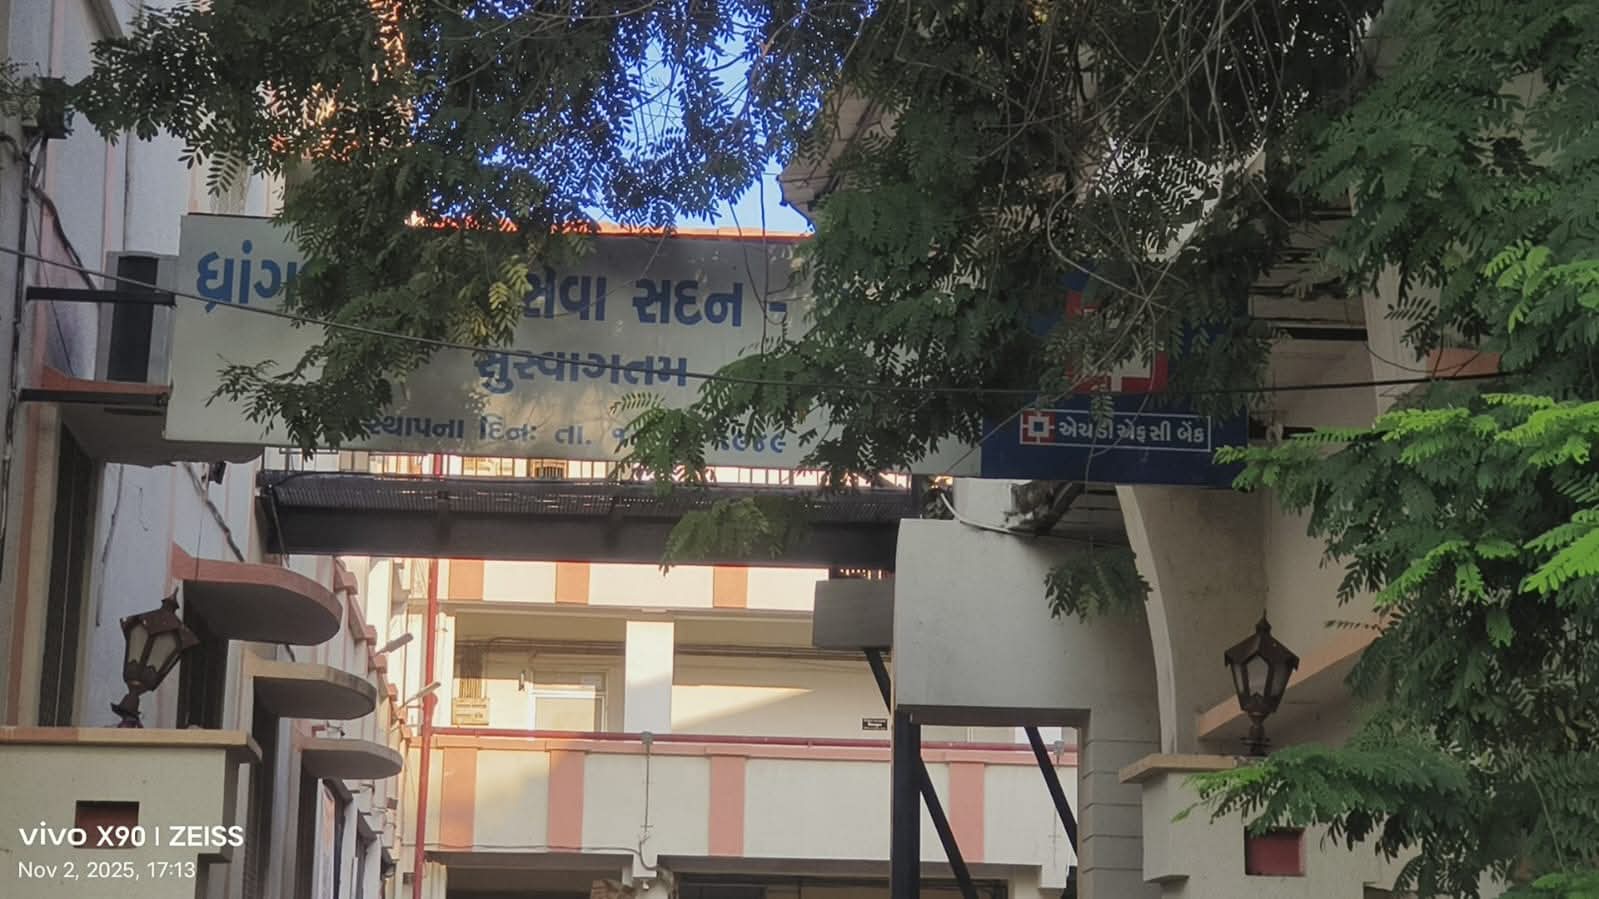 સેવા સદન -
સુસ્વાગતમ
સ્થાપના દિનઃ તા.
એચડીએફસી બેંક
vivo X90 | ZEISS
Nov 2, 2025, 17:13